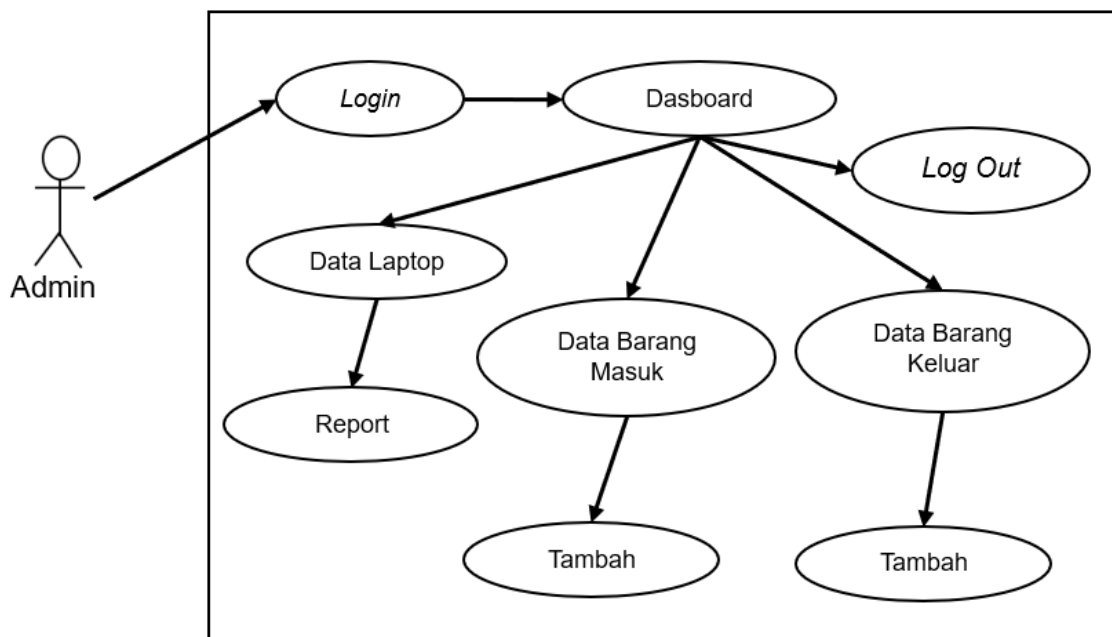 Login
Dasboard
Log Out
Admin
Data Laptop
Data Barang
Masuk
Data Barang
Keluar
Report
Tambah
Tambah